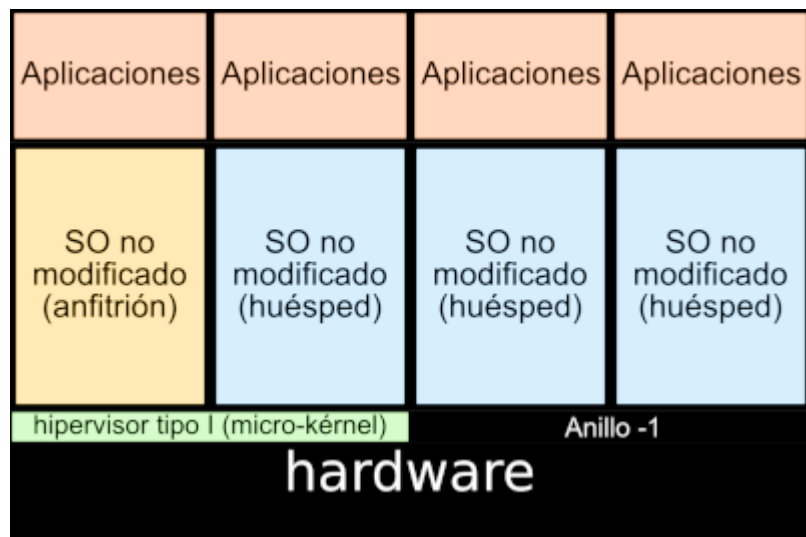 Aplicaciones Aplicaciones Aplicaciones Aplicaciones
SO no
modificado
(anfitrión)
SO no
modificado
(huésped)
SO no
modificado
(huésped)
SO no
modificado
(huésped)
hipervisor tipo I (micro-kérnel)
Anillo -1
hardware